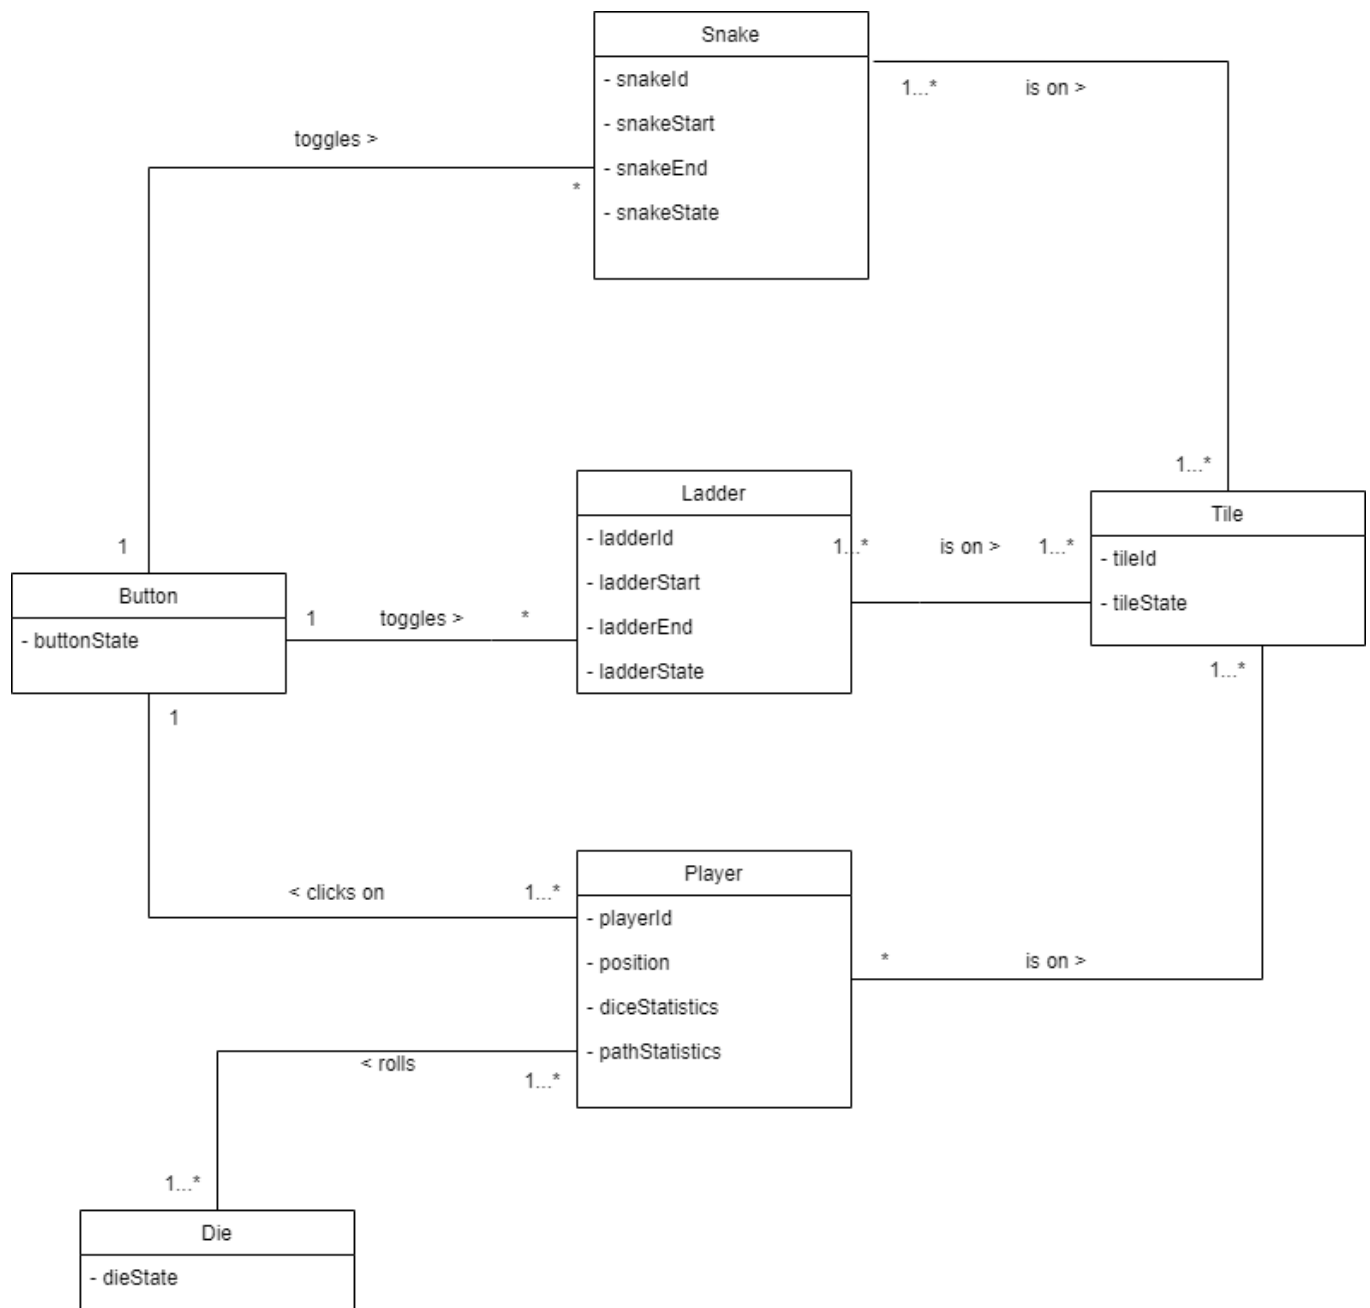 Snake
- snakeId
- snakeStart
- snakeEnd
- snakeState
1...*
is on >
toggles >
*
1...*
1
Ladder
- ladderId
- ladderStart
- ladderEnd
- ladderState
1...*
is on >
1...*
Tile
- tileId
- tileState
1...*
Button
- buttonState
1
toggles >
*
1
< clicks on
1...*
Player
- playerId
- position
- diceStatistics
- pathStatistics
*
is on >
< rolls
1...*
1...*
Die
- dieState